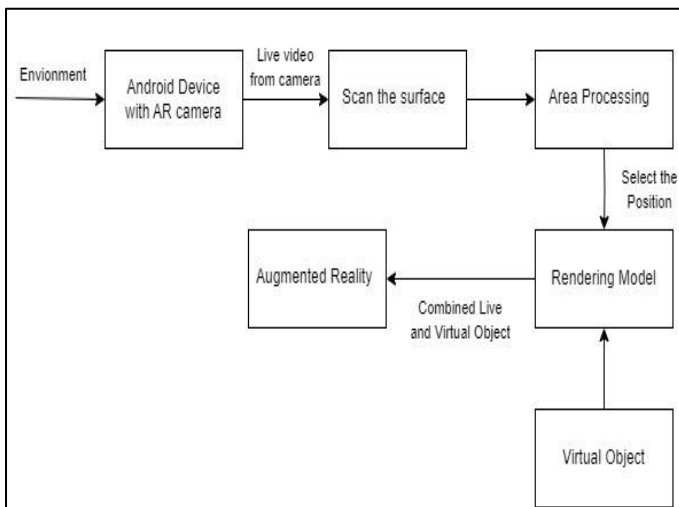 Envionment
Android Device
with AR camera
Live video
from camera
Scan the surface
Area Processing
Select the
Position
Rendering Model
Combined Live
and Virtual Object
Augmented Reality
Virtual Object